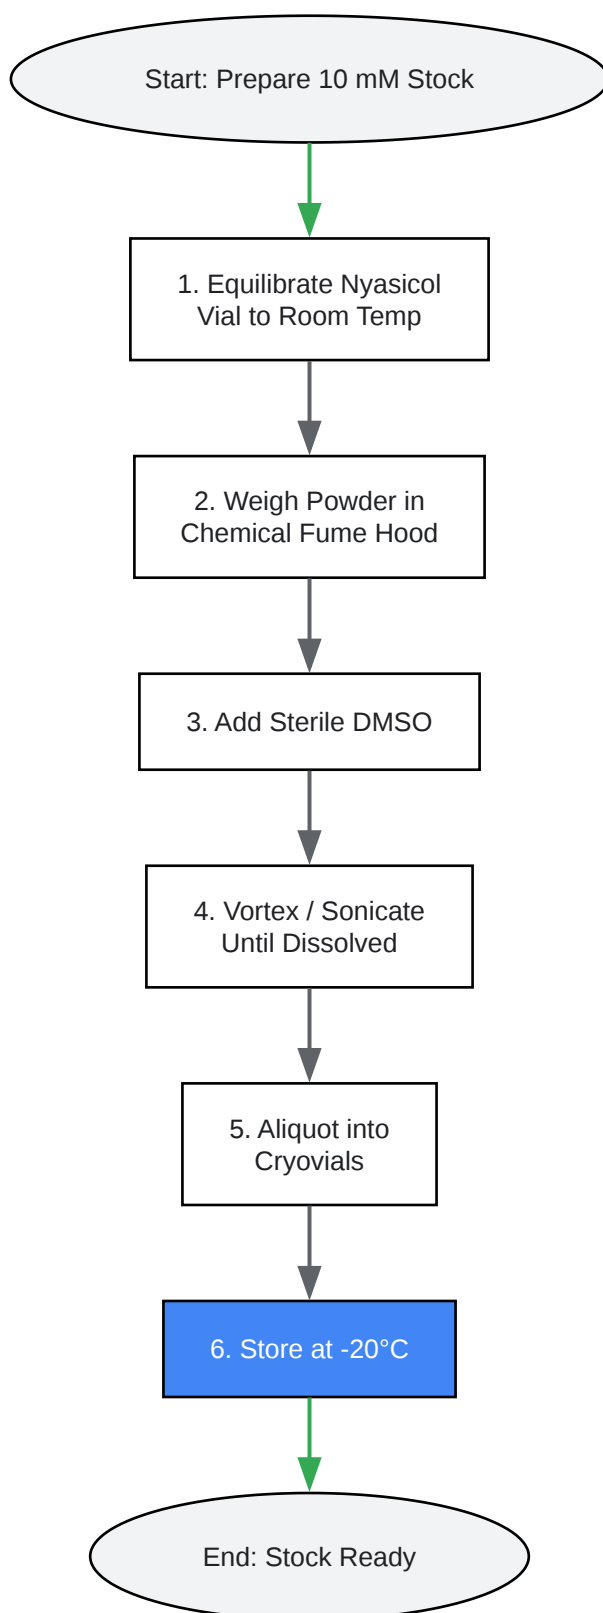 Start: Prepare 10 mM Stock
1. Equilibrate Nyasicol
Vial to Room Temp
2. Weigh Powder in
Chemical Fume Hood
3. Add Sterile DMSO
4. Vortex / Sonicate
Until Dissolved
5. Aliquot into
Cryovials
6. Store at -20°C
End: Stock Ready